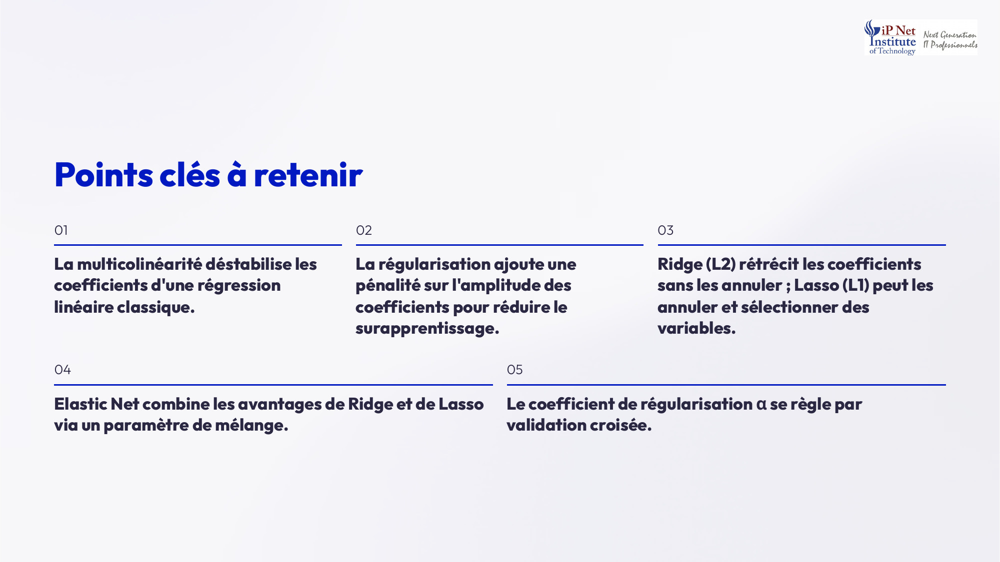 iP Net
Institute
of Technology
Next Generation
IT Professionnels
Points clés à retenir
01
La multicolinéarité déstabilise les
coefficients d'une régression
linéaire classique.
02
La régularisation ajoute une
pénalité sur l'amplitude des
coefficients pour réduire le
surapprentissage.
03
Ridge (L2) rétrécit les coefficients
sans les annuler ; Lasso (L1) peut les
annuler et sélectionner des
variables.
04
Elastic Net combine les avantages de Ridge et de Lasso
via un paramètre de mélange.
05
Le coefficient de régularisation α se règle par
validation croisée.